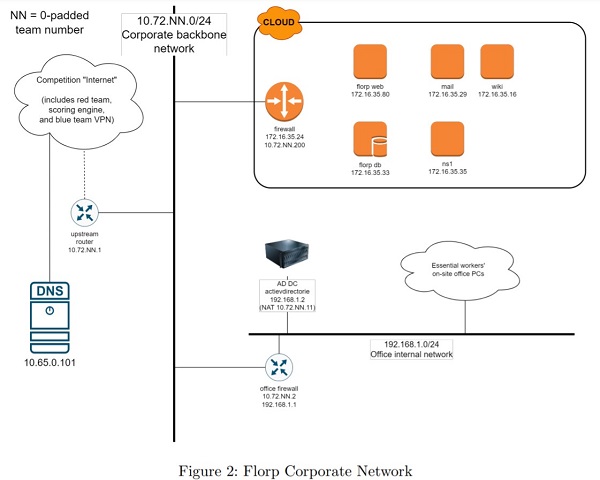 NN = 0-padded
team number
10.72.NN.0/24
Corporate backbone
network
Competition "Internet"
(includes red team,
scoring engine,
and blue team VPN)
CLOUD
florp web
172.16.35.80
mail
172.16.35.29
wiki
172.16.35.16
firewall
172.16.35.24
10.72.NN.200
florp db
172.16.35.33
ns1
172.16.35.35
upstream
router
10.72.NN.1
DNS
10.65.0.101
AD DC
actievdirectorie
192.168.1.2
(NAT 10.72.NN.11)
Essential workers'
on-site office PCs
192.168.1.0/24
Office internal network
office firewall
10.72.NN.2
192.168.1.1
Figure 2: Florp Corporate Network